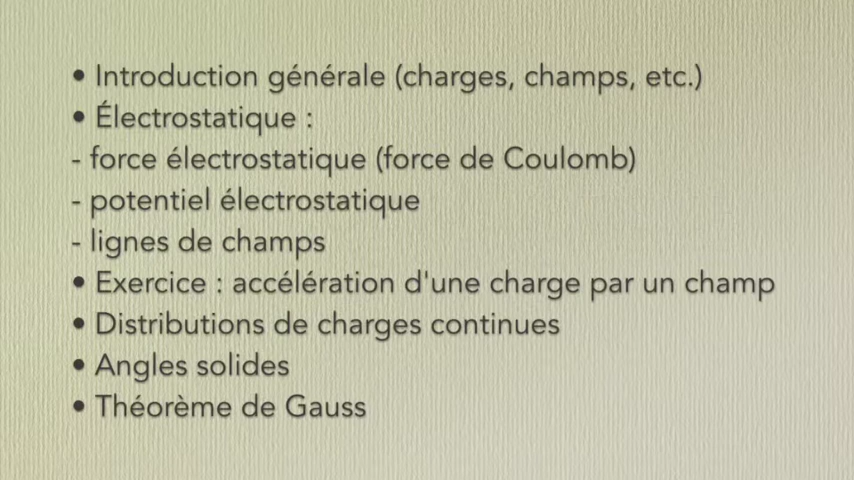 • Introduction générale (charges, champs, etc.)
• Électrostatique :
- force électrostatique (force de Coulomb)
- potentiel électrostatique
- lignes de champs
• Exercice : accélération d'une charge par un champ
• Distributions de charges continues
• Angles solides
• Théorème de Gauss